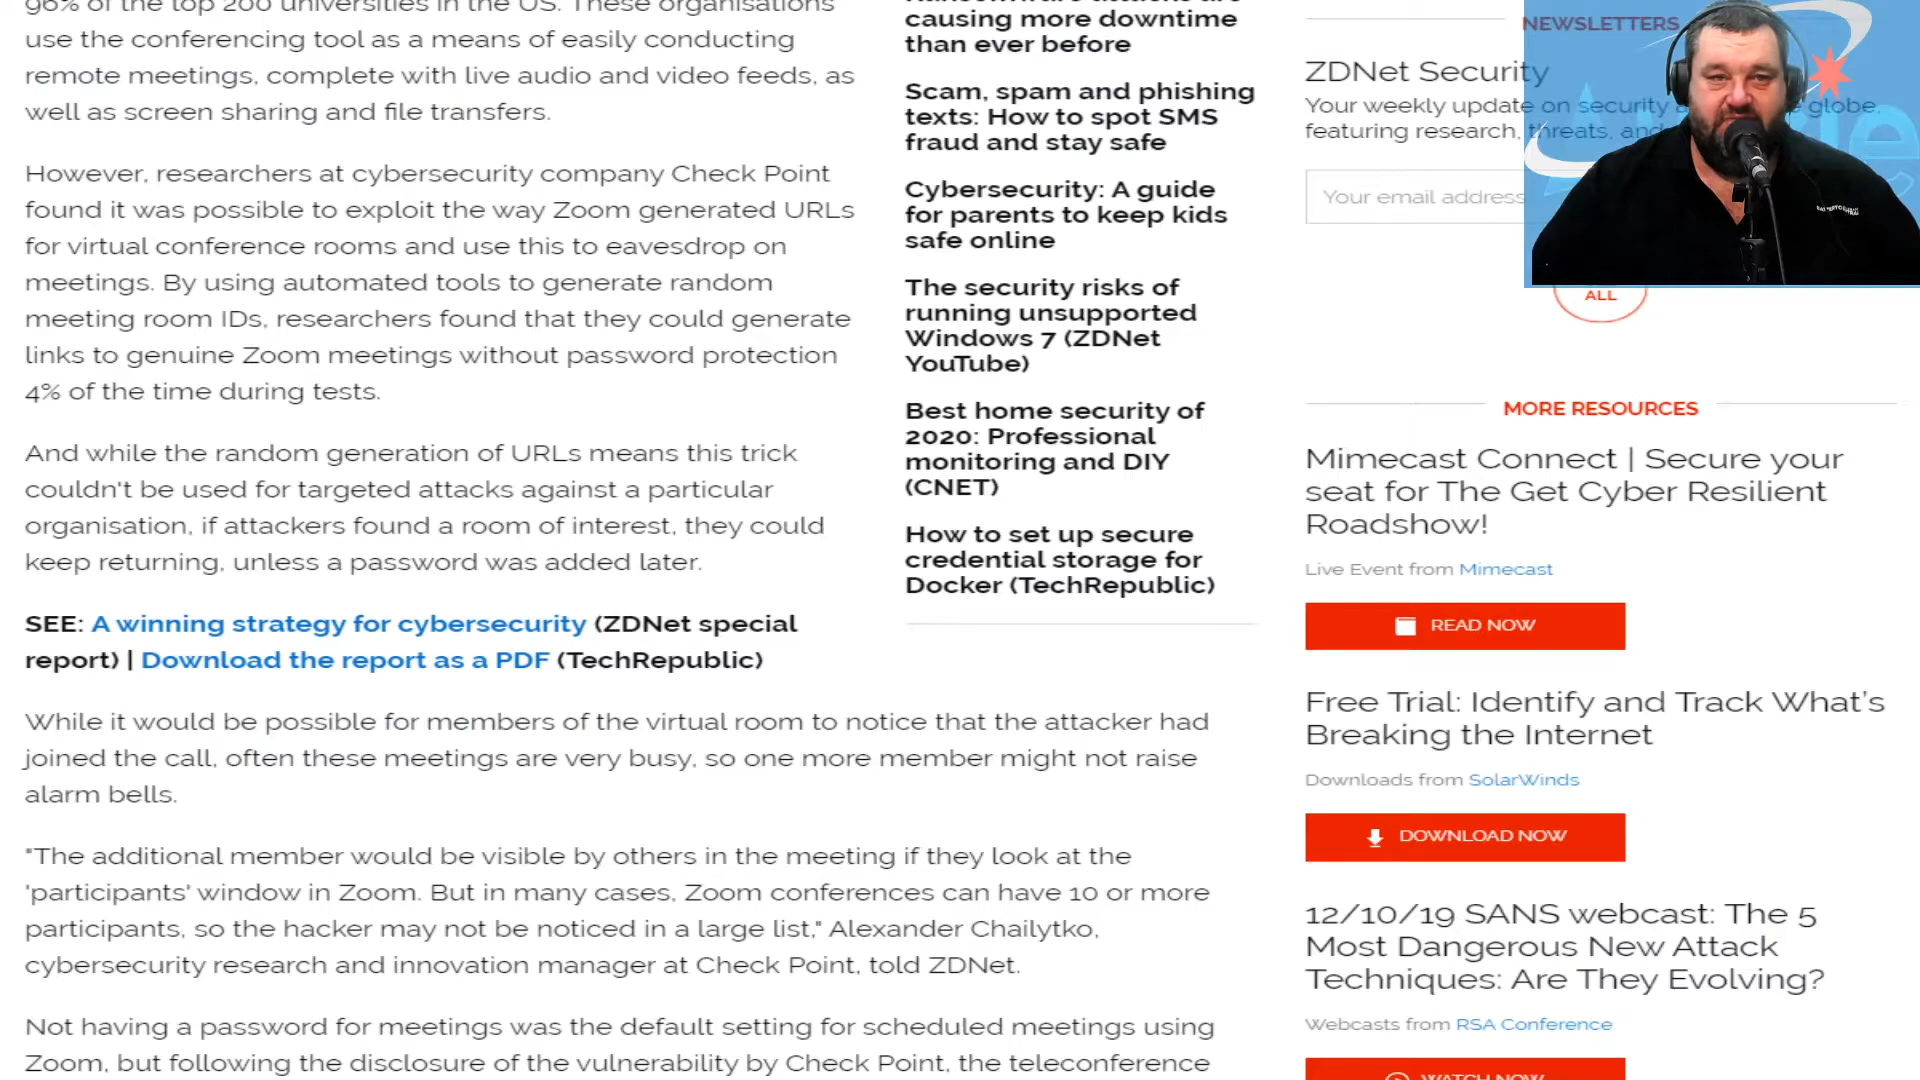 96% of the top 200 universities in the US. These organisations
use the conferencing tool as a means of easily conducting
remote meetings, complete with live audio and video feeds, as
well as screen sharing and file transfers.
However, researchers at cybersecurity company Check Point
found it was possible to exploit the way Zoom generated URLs
for virtual conference rooms and use this to eavesdrop on
meetings. By using automated tools to generate random
meeting room IDs, researchers found that they could generate
links to genuine Zoom meetings without password protection
4% of the time during tests.
And while the random generation of URLs means this trick
couldn't be used for targeted attacks against a particular
organisation, if attackers found a room of interest, they could
keep returning, unless a password was added later.
SEE: A winning strategy for cybersecurity (ZDNet special
report) | Download the report as a PDF (TechRepublic)
While it would be possible for members of the virtual room to notice that the attacker had
joined the call, often these meetings are very busy, so one more member might not raise
alarm bells.
"The additional member would be visible by others in the meeting if they look at the
'participants' window in Zoom. But in many cases, Zoom conferences can have 10 or more
participants, so the hacker may not be noticed in a large list," Alexander Chailytko,
cybersecurity research and innovation manager at Check Point, told ZDNet.
Not having a password for meetings was the default setting for scheduled meetings using
Zoom, but following the disclosure of the vulnerability by Check Point, the teleconference
Ransomware attacks are
causing more downtime
than ever before
Scam, spam and phishing
texts: How to spot SMS
fraud and stay safe
Cybersecurity: A guide
for parents to keep kids
safe online
The security risks of
running unsupported
Windows 7 (ZDNet
YouTube)
Best home security of
2020: Professional
monitoring and DIY
(CNET)
How to set up secure
credential storage for
Docker (TechRepublic)
NEWSLETTERS
ZDNet Security
Your weekly update on security a globe,
featuring research, threats, and
Your email address
ALL
MORE RESOURCES
Mimecast Connect | Secure your
seat for The Get Cyber Resilient
Roadshow!
Live Event from Mimecast
READ NOW
Free Trial: Identify and Track What's
Breaking the Internet
Downloads from SolarWinds
DOWNLOAD NOW
12/10/19 SANS webcast: The 5
Most Dangerous New Attack
Techniques: Are They Evolving?
Webcasts from RSA Conference
WATCH NOW